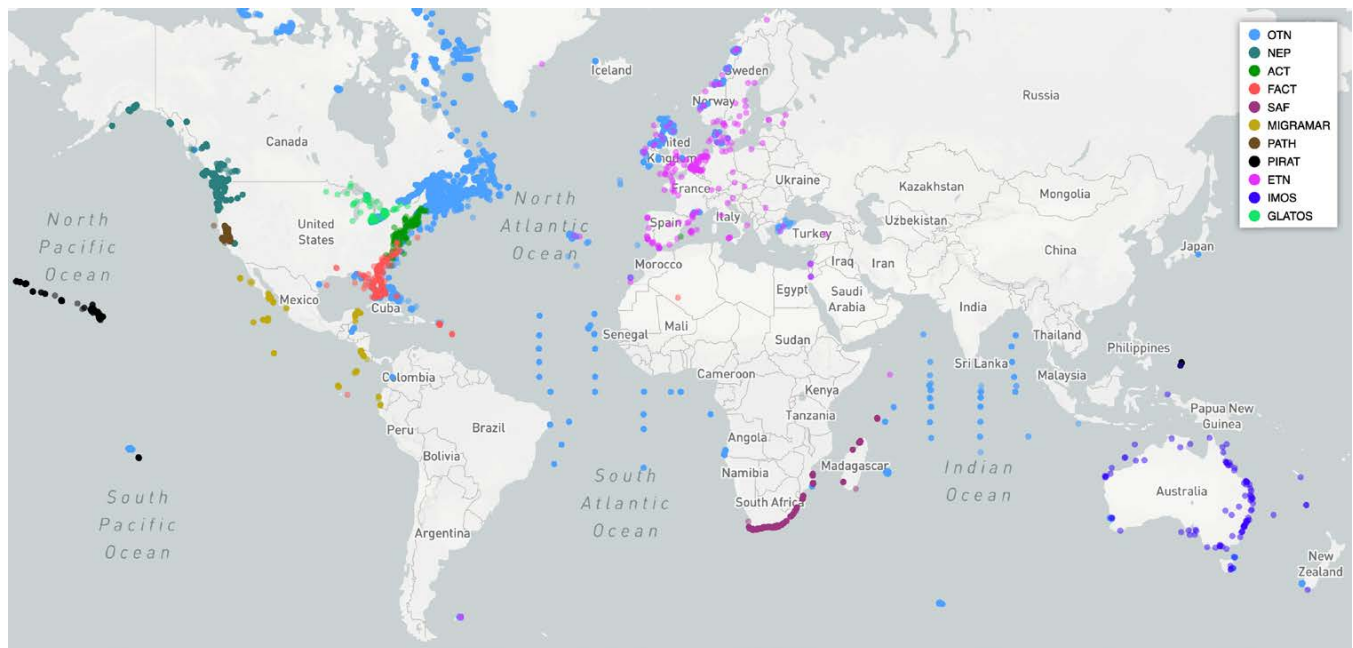 OTN
NEP
ACT
FACT
SAF
MIGRAMAR
PATH
PIRAT
ETN
IMOS
GLATOS
Iceland
Sweden
Norway
Russia
Canada
United
Kingdom
Ukraine
Kazakhstan
Mongolia
France
North
Pacific
Ocean
United
States
North
Atlantic
Ocean
Spain
Italy
Turkey
Uzbekistan
China
Japan
Morocco
Iraq
Iran
Mexico
Cuba
Egypt
Saudi
Arabia
India
Senegal
Mali
Sudan
Thailand
Philippines
Sri Lanka
Malaysia
Colombia
Cameroon
Kenya
Tanzania
Papua New
Guinea
Peru
Brazil
Angola
Bolivia
Namibia
Madagascar
South
Pacific
Ocean
South
Atlantic
Ocean
Indian
Ocean
Australia
South Africa
Argentina
New
Zealand